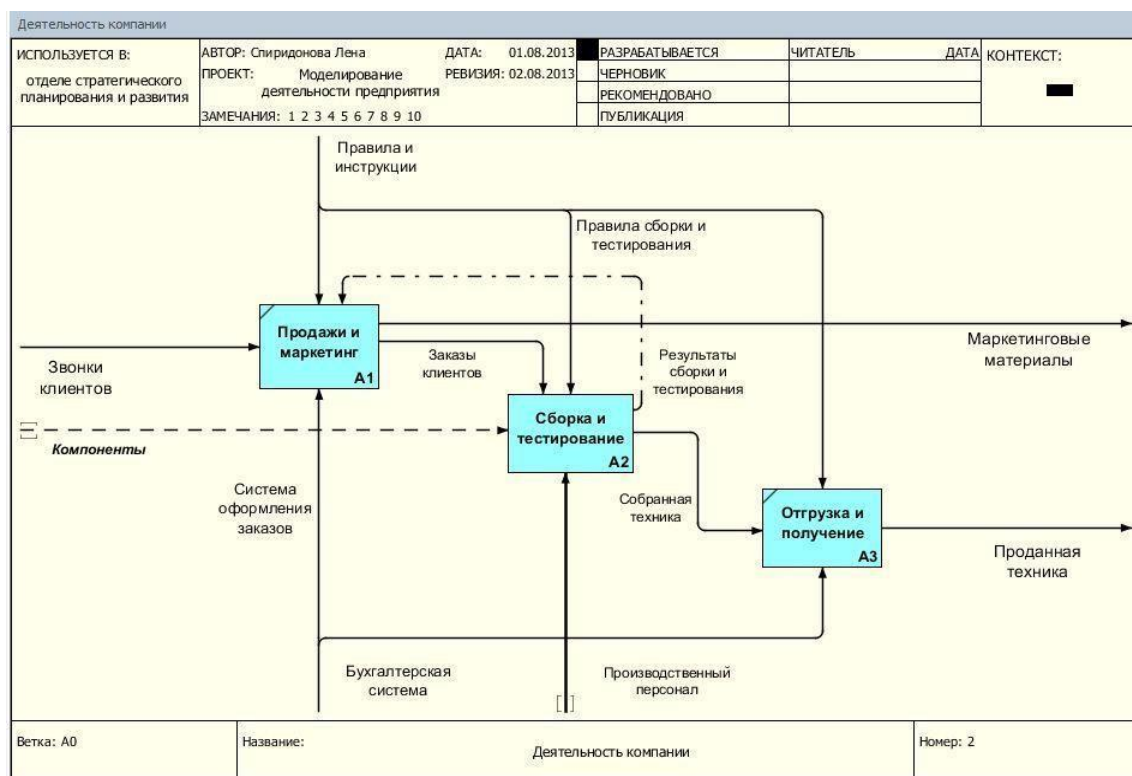 Деятельность компании
ИСПОЛЬЗУЕТСЯ В:
отделе стратегического
планирования и развития
АВТОР: Спиридонова Лена
ДАТА: 01.08.2013
ПРОЕКТ: Моделирование
деятельности предприятия
РЕВИЗИЯ: 02.08.2013
ЗАМЕЧАНИЯ: 1 2 3 4 5 6 7 8 9 10
РАЗРАБАТЫВАЕТСЯ
ЧЕРНОВИК
РЕКОМЕНДОВАНО
ПУБЛИКАЦИЯ
ЧИТАТЕЛЬ
ДАТА
КОНТЕКСТ:
Правила и
инструкции
Правила сборки и
тестирования
Продажи и
маркетинг
A1
Маркетинговые
материалы
Звонки
клиентов
Заказы
клиентов
Результаты
сборки и
тестирования
Сборка и
тестирование
A2
Компоненты
Система
оформления
заказов
Собранная
техника
Отгрузка и
получение
A3
Проданная
техника
Бухгалтерская
система
Производственный
персонал
Ветка: A0
Название:
Деятельность компании
Номер: 2